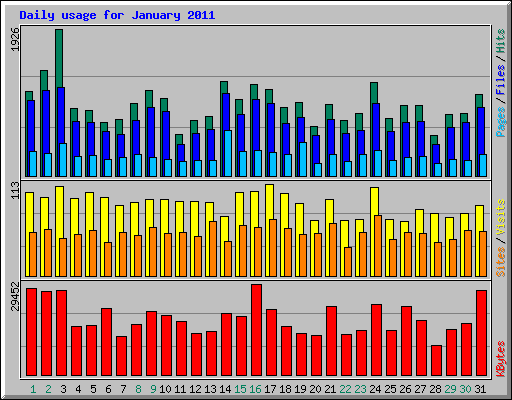 Daily usage for January 2011
1926
Pages / Files / Hits
113
Sites / Visits
29452
KBytes
1 2 3 4 5 6 7 8 9 10 11 12 13 14 15 16 17 18 19 20 21 22 23 24 25 26 27 28 29 30 31